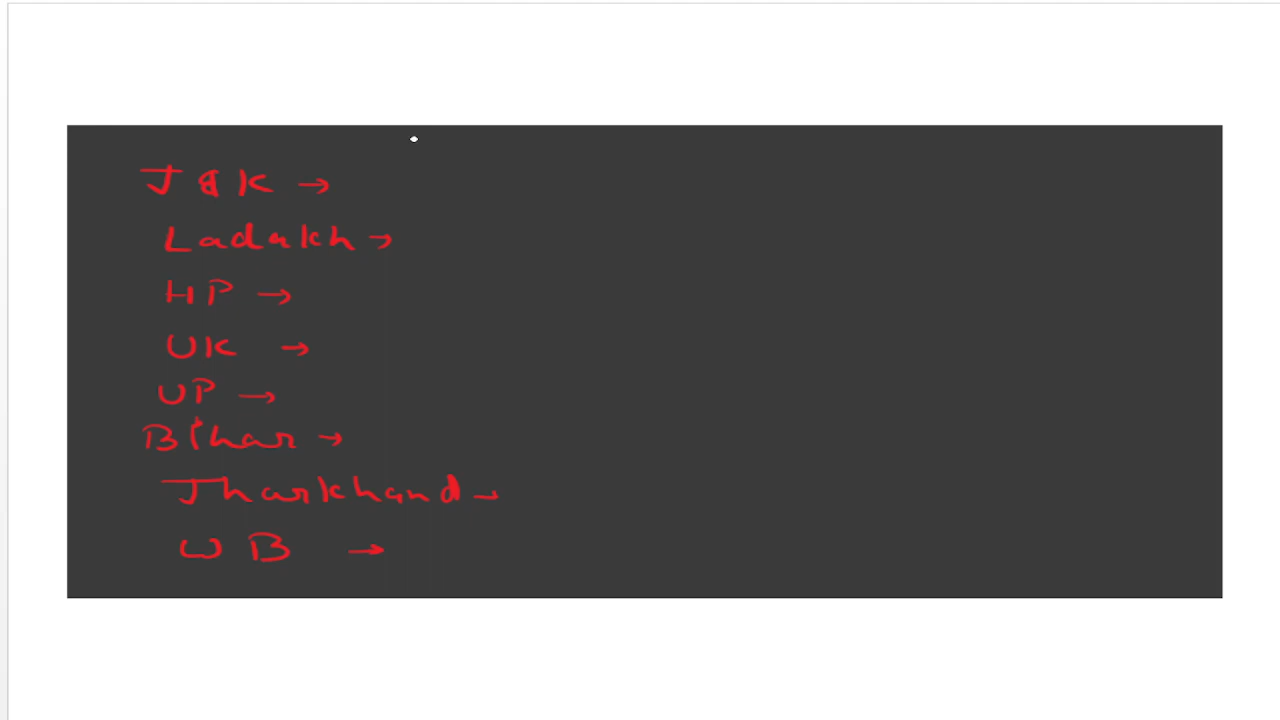 J & K →
Ladakh →
HP →
UK →
UP →
Bihar →
Jharkhand →
WB →